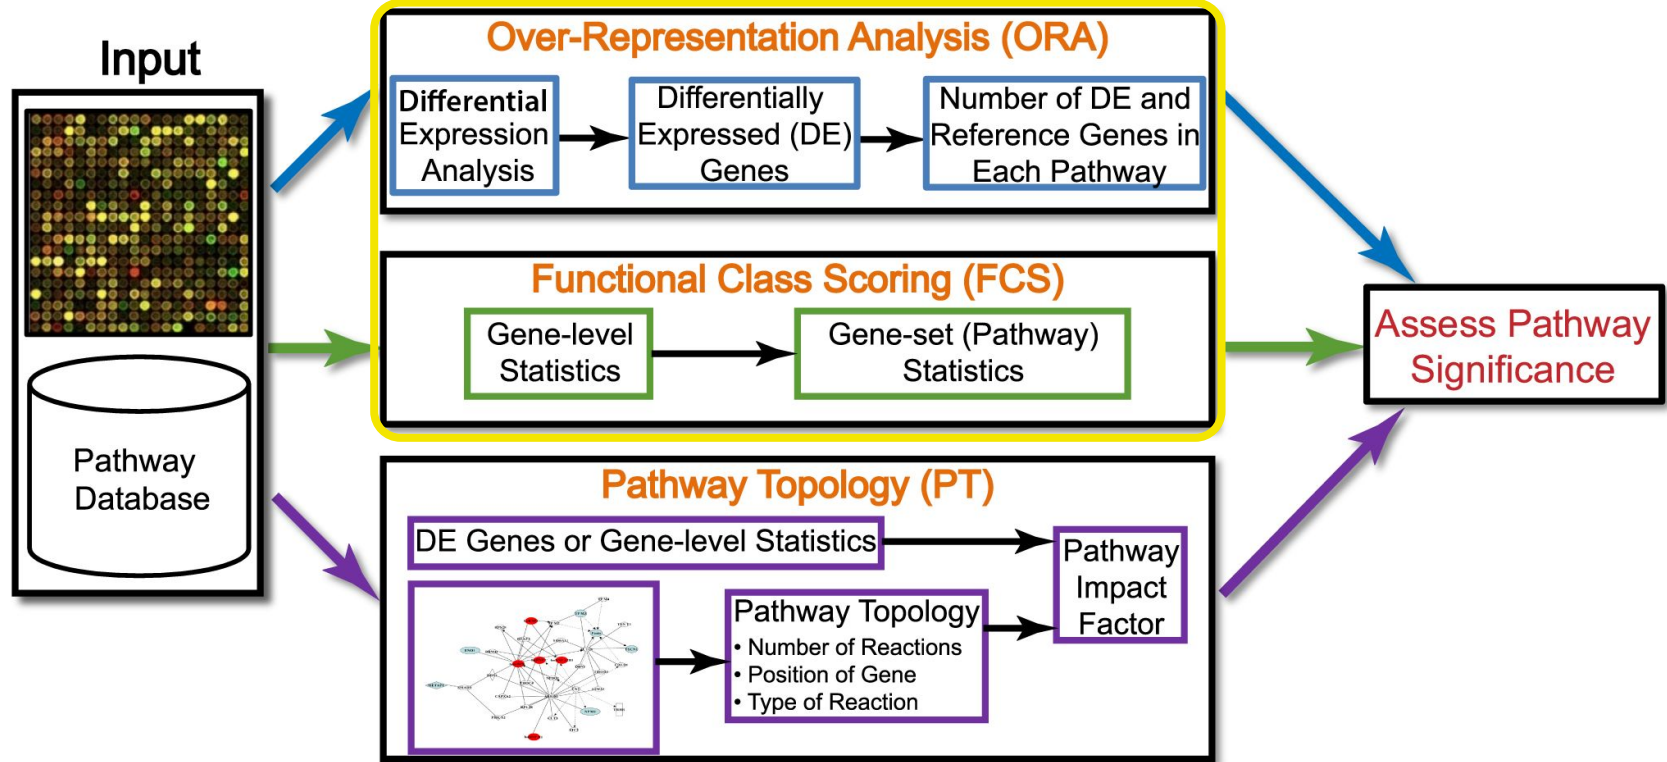 Input
Pathway
Database
Over-Representation Analysis (ORA)
Differential
Expression
Analysis
Differentially
Expressed (DE)
Genes
Number of DE and
Reference Genes in
Each Pathway
Functional Class Scoring (FCS)
Gene-level
Statistics
Gene-set (Pathway)
Statistics
Pathway Topology (PT)
DE Genes or Gene-level Statistics
Pathway Topology
• Number of Reactions
• Position of Gene
• Type of Reaction
Pathway
Impact
Factor
Assess Pathway
Significance